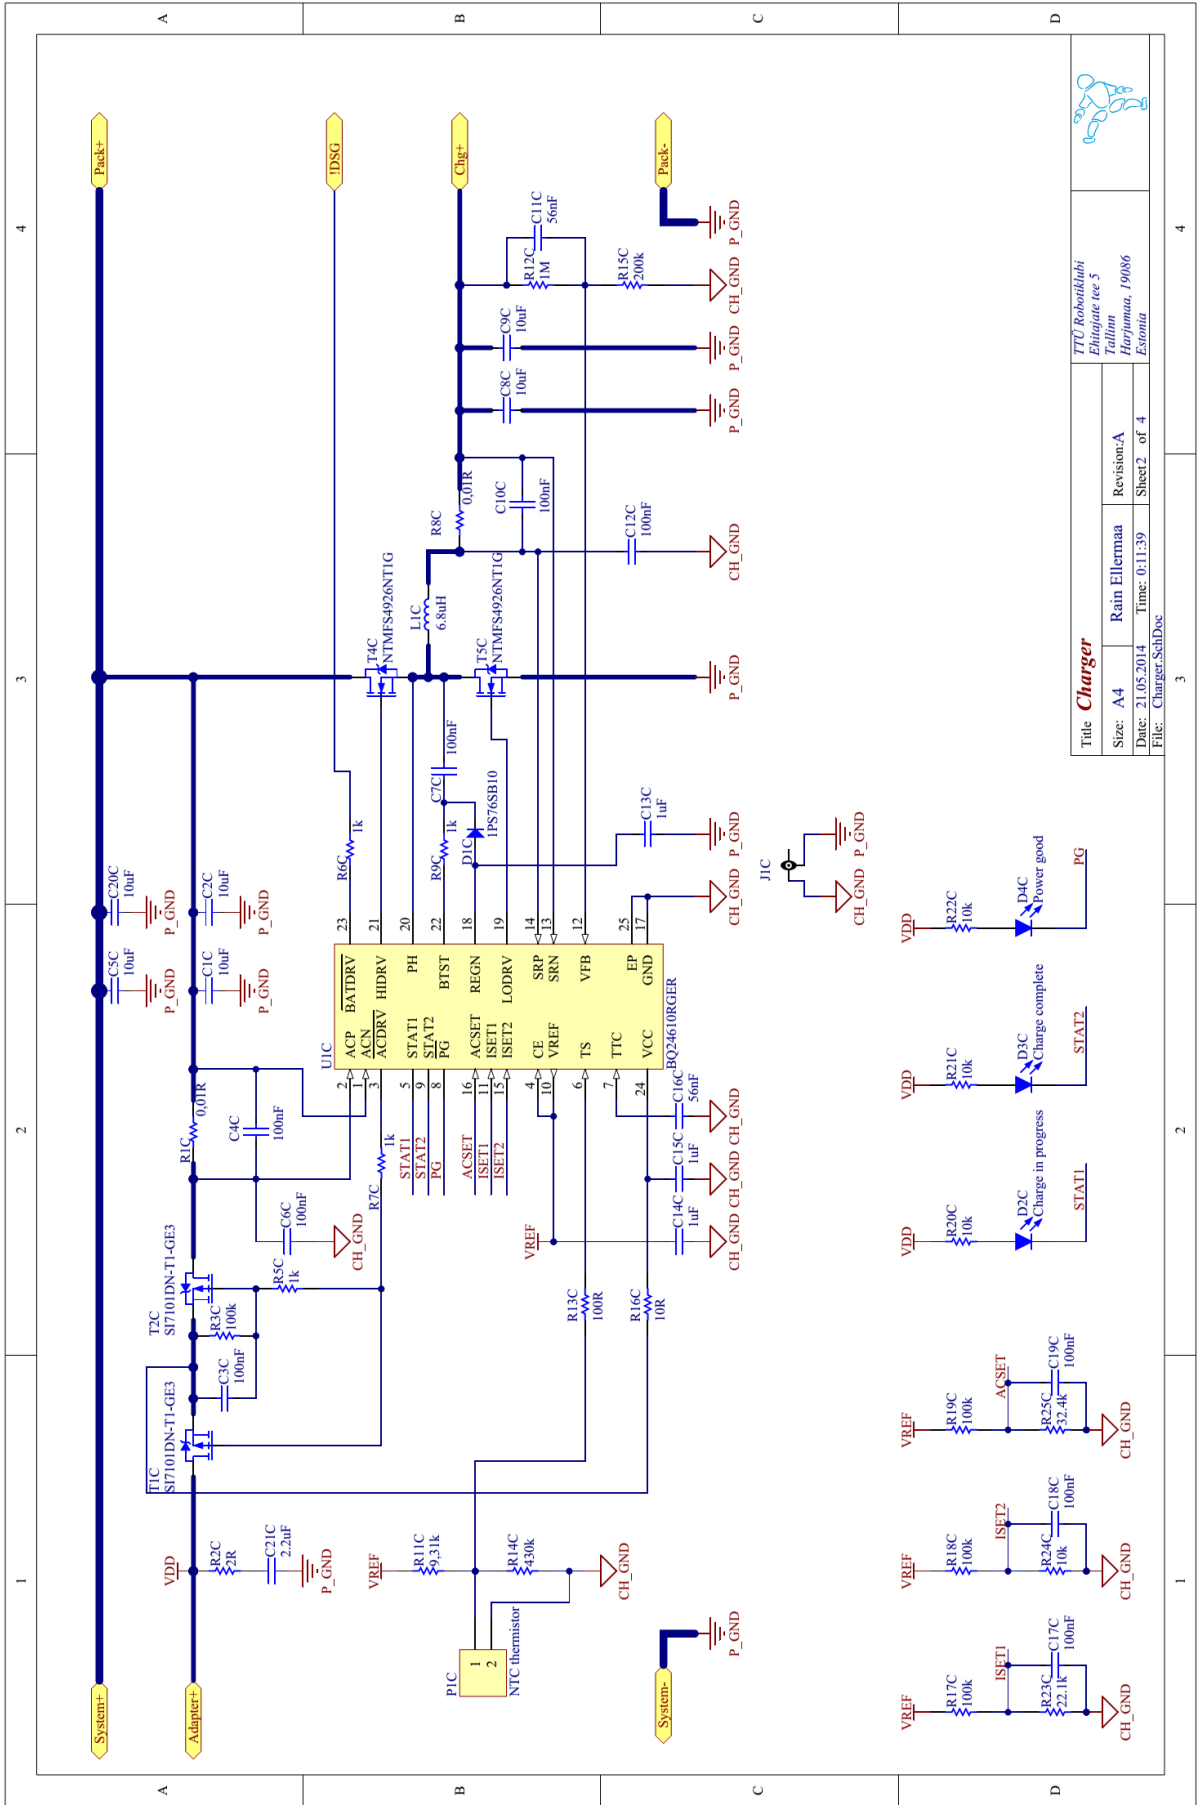 1
2
3
4
A
B
C
D
System+
Pack+
Adapter+
!DSG
Chg+
System-
Pack-
P_GND
P_GND
VDD
R2C
2R
C21C
2.2uF
P_GND
T1C
SI7101DN-T1-GE3
C3C
100nF
T2C
SI7101DN-T1-GE3
R3C
100k
R5C
1k
C6C
100nF
CH_GND
R1C
0,01R
C4C
100nF
C5C
10uF
P_GND
C20C
10uF
P_GND
C1C
10uF
P_GND
C2C
10uF
P_GND
R7C
1k
STAT1
STAT2
PG
ACSET
ISET1
ISET2
U1C
BQ24610RGER
2 ACP
1 ACN
3 ACDRV
5 STAT1
9 STAT2
8 PG
16 ACSET
11 ISET1
15 ISET2
4 CE
10 VREF
6 TS
7 TTC
24 VCC
BATDRV 23
HIDRV 21
PH 20
BTST 22
REGN 18
LODRV 19
SRP 14
SRN 13
VFB 12
EP 25
GND 17
R6C
1k
R9C
1k
C7C
100nF
D1C
1PS76SB10
T4C
NTMFS4926NT1G
T5C
NTMFS4926NT1G
L1C
6.8uH
R8C
0,01R
C10C
100nF
C12C
100nF
CH_GND
P_GND
C8C
10uF
P_GND
C9C
10uF
P_GND
R12C
1M
C11C
56nF
R15C
200k
CH_GND
C13C
1uF
P_GND
CH_GND
J1C
CH_GND
P_GND
VREF
R11C
9,31k
R14C
430k
CH_GND
P1C
1
2
NTC thermistor
R13C
100R
R16C
10R
VREF
C14C
1uF
CH_GND
C15C
1uF
CH_GND
C16C
56nF
CH_GND
VREF
R17C
100k
ISET1
R23C
22.1k
C17C
100nF
CH_GND
VREF
R18C
100k
ISET2
R24C
10k
C18C
100nF
CH_GND
VREF
R19C
100k
ACSET
R25C
32.4k
C19C
100nF
CH_GND
VDD
R20C
10k
D2C
Charge in progress
STAT1
VDD
R21C
10k
D3C
Charge complete
STAT2
VDD
R22C
10k
D4C
Power good
PG
Title Charger
Size: A4
Rain Ellermaa
Revision:A
Date: 21.05.2014
Time: 0:11:39
Sheet 2 of 4
File: Charger.SchDoc
TTÜ Robotiklubi
Ehitajate tee 5
Tallinn
Harjumaa, 19086
Estonia
1
2
3
4
A
B
C
D